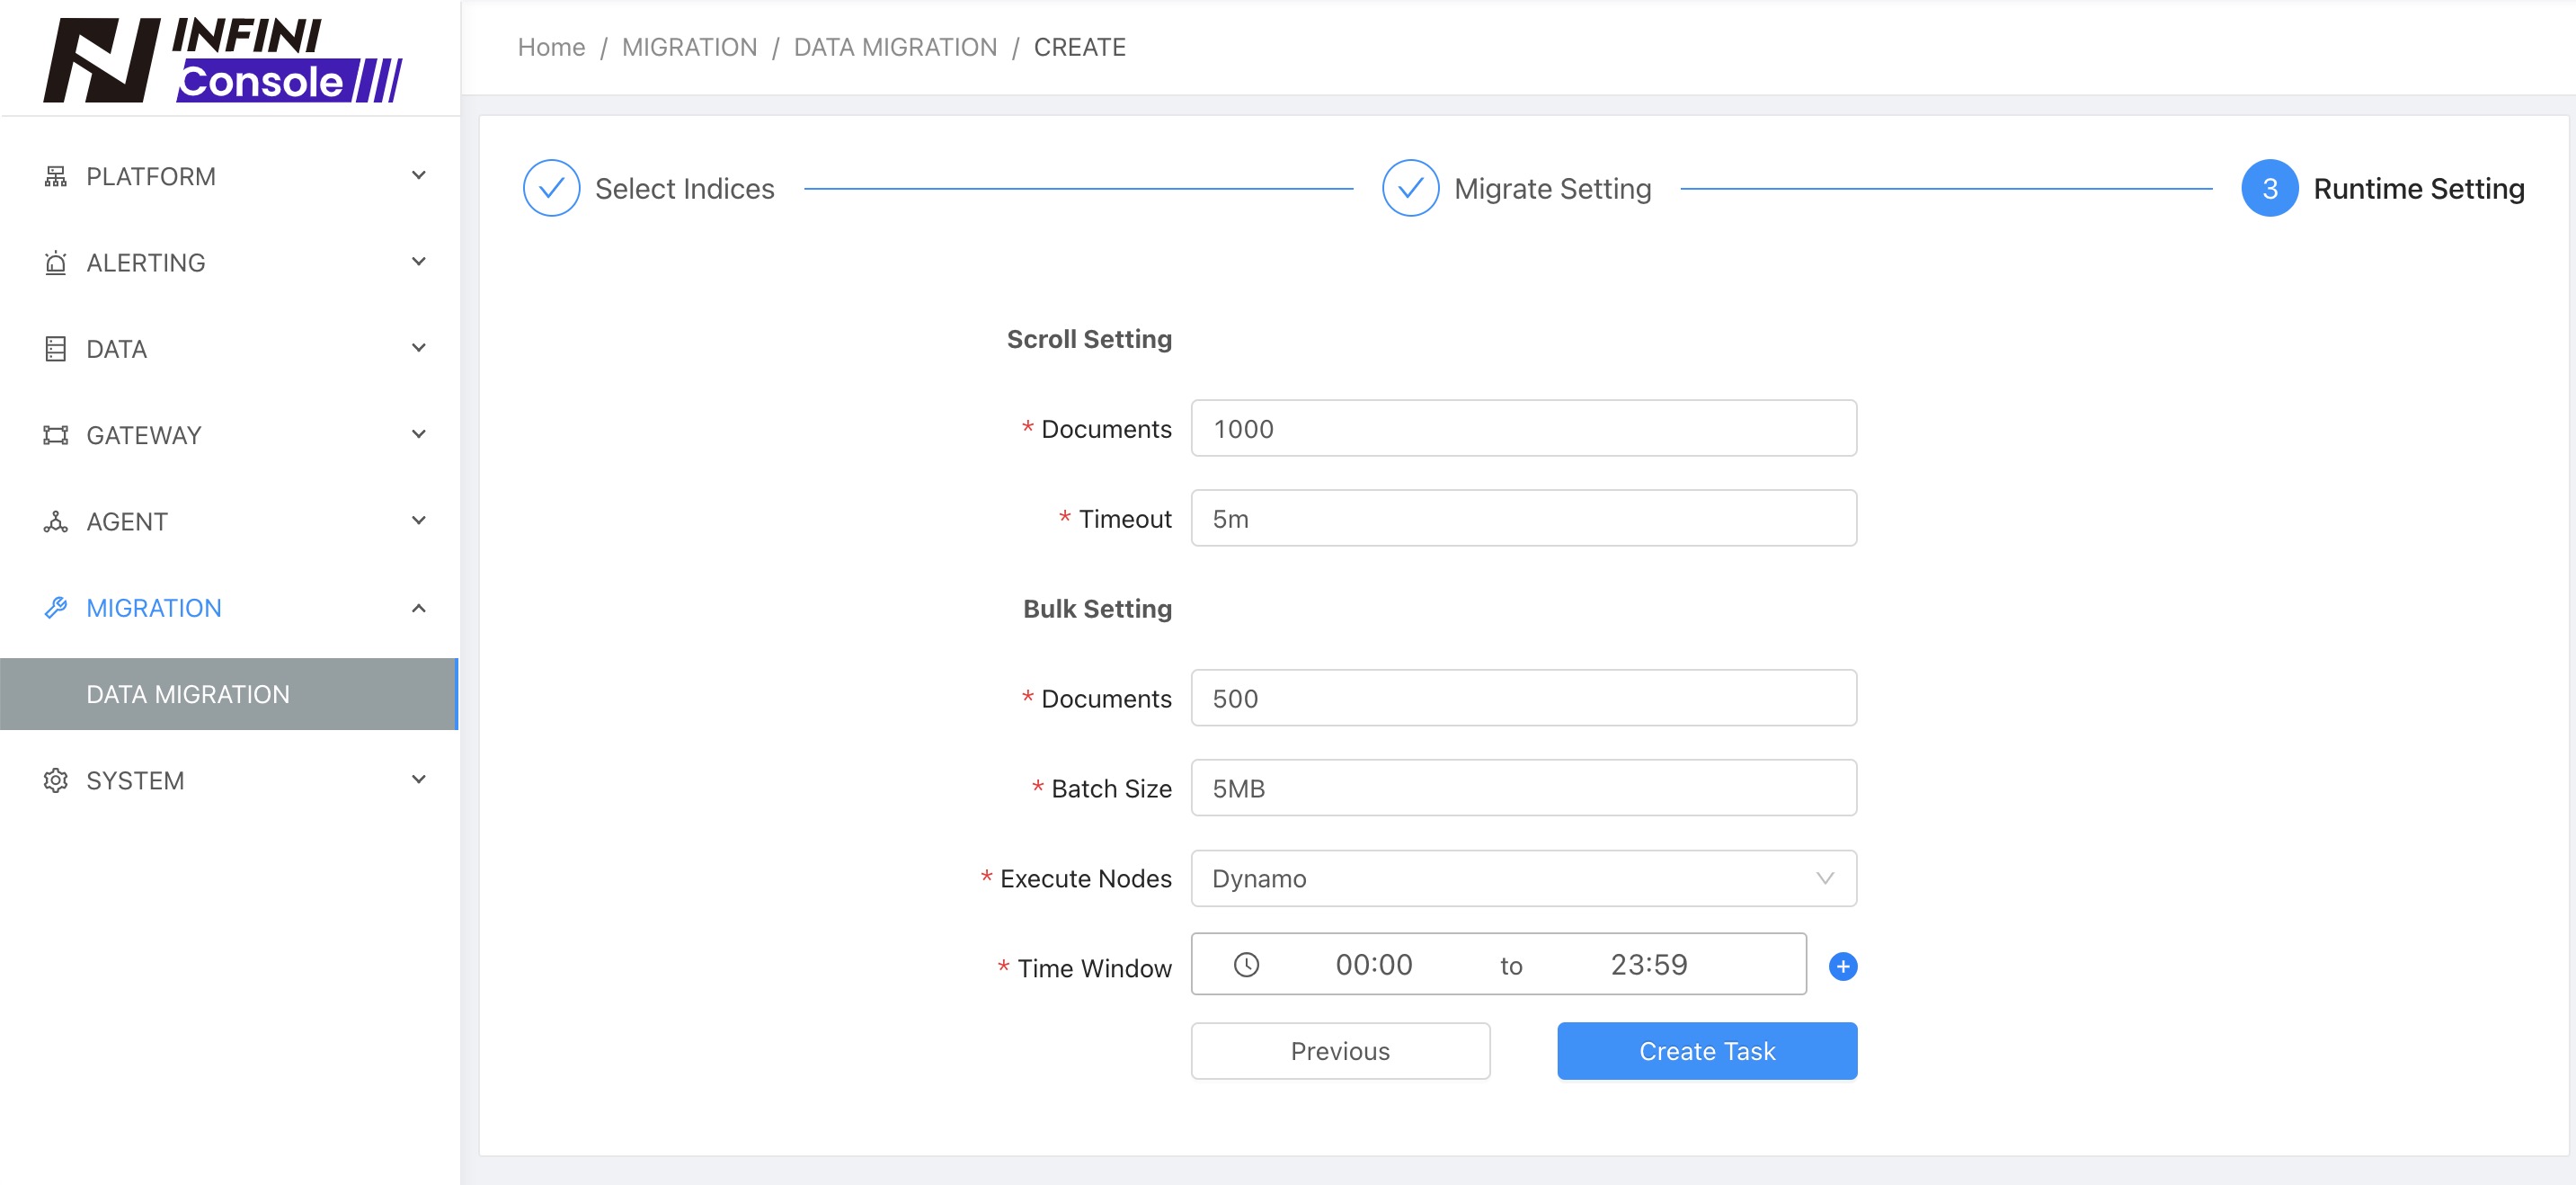 INFINI
Console
Home / MIGRATION / DATA MIGRATION / CREATE
PLATFORM
ALERTING
DATA
GATEWAY
AGENT
MIGRATION
DATA MIGRATION
SYSTEM
Select Indices
Migrate Setting
3 Runtime Setting
Scroll Setting
* Documents 1000
* Timeout 5m
Bulk Setting
* Documents 500
* Batch Size 5MB
* Execute Nodes Dynamo
* Time Window 00:00 to 23:59
Previous Create Task